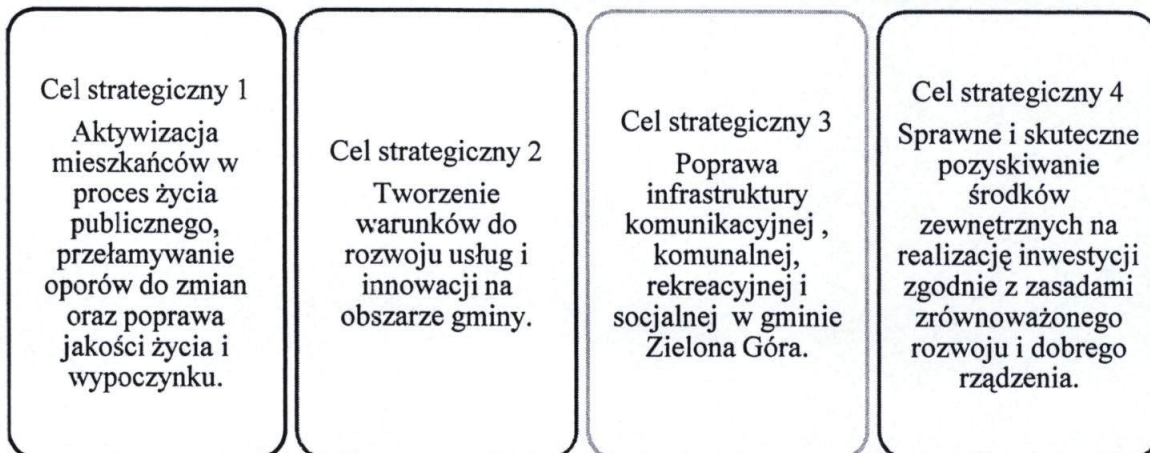 Cel strategiczny 1
Aktywizacja
mieszkańców w
proces życia
publicznego,
przełamywanie
oporów do zmian
oraz poprawa
jakości życia i
wypoczynku.
Cel strategiczny 2
Tworzenie
warunków do
rozwoju usług i
innowacji na
obszarze gminy.
Cel strategiczny 3
Poprawa
infrastruktury
komunikacyjnej ,
komunalnej,
rekreacyjnej i
socjalnej w gminie
Zielona Góra.
Cel strategiczny 4
Sprawne i skuteczne
pozyskiwanie
środków
zewnętrznych na
realizację inwestycji
zgodnie z zasadami
zrównoważonego
rozwoju i dobrego
rządzenia.